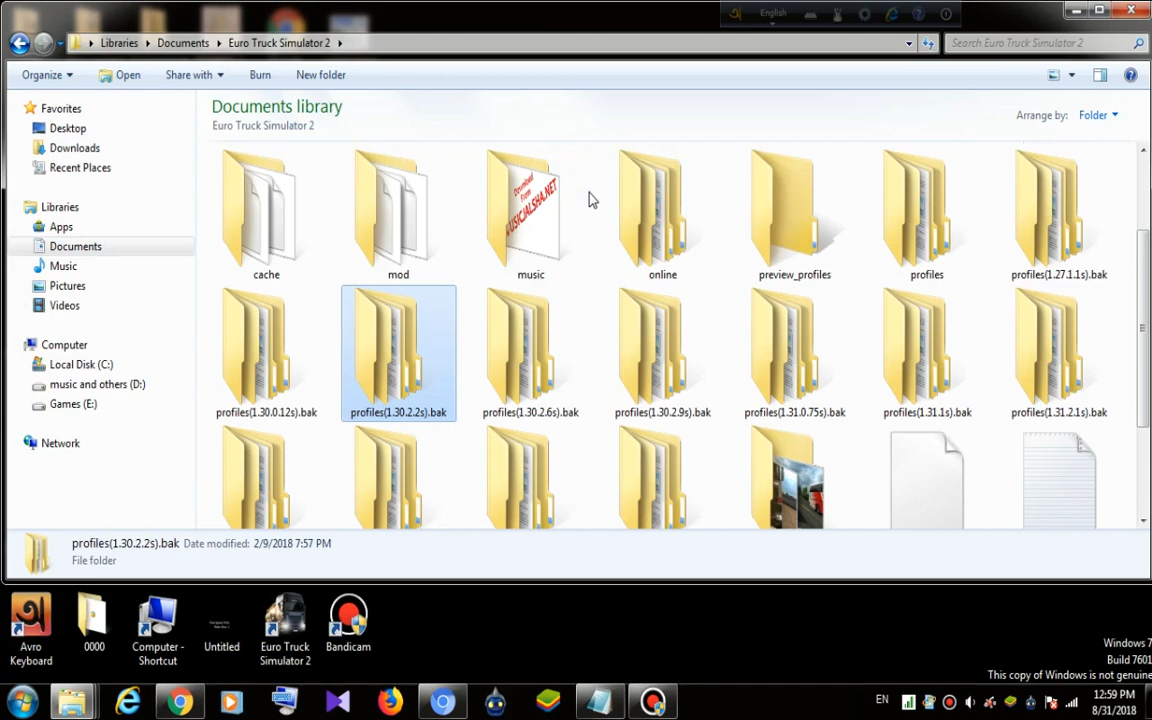 English
Libraries
Documents
Euro Truck Simulator 2
Search Euro Truck Simulator 2
Organize
Open
Share with
Burn
New folder
Documents library
Euro Truck Simulator 2
Arrange by:
Folder
Favorites
Desktop
Downloads
Recent Places
Libraries
Apps
Documents
Music
Pictures
Videos
Computer
Local Disk (C:)
music and others (D:)
Games (E:)
Network
Download
From
MUSICJALSHA.NET
cache
mod
music
online
preview_profiles
profiles
profiles(1.27.1.1s).bak
profiles(1.30.0.12s).bak
profiles(1.30.2.2s).bak
profiles(1.30.2.6s).bak
profiles(1.30.2.9s).bak
profiles(1.31.0.75s).bak
profiles(1.31.1s).bak
profiles(1.31.2.1s).bak
profiles(1.30.2.2s).bak
Date modified: 2/9/2018 7:57 PM
File folder
অ
Avro
Keyboard
0000
Computer -
Shortcut
Untitled
Euro Truck
Simulator 2
Bandicam
Windows 7
Build 7601
This copy of Windows is not genuine
EN
12:59 PM
8/31/2018